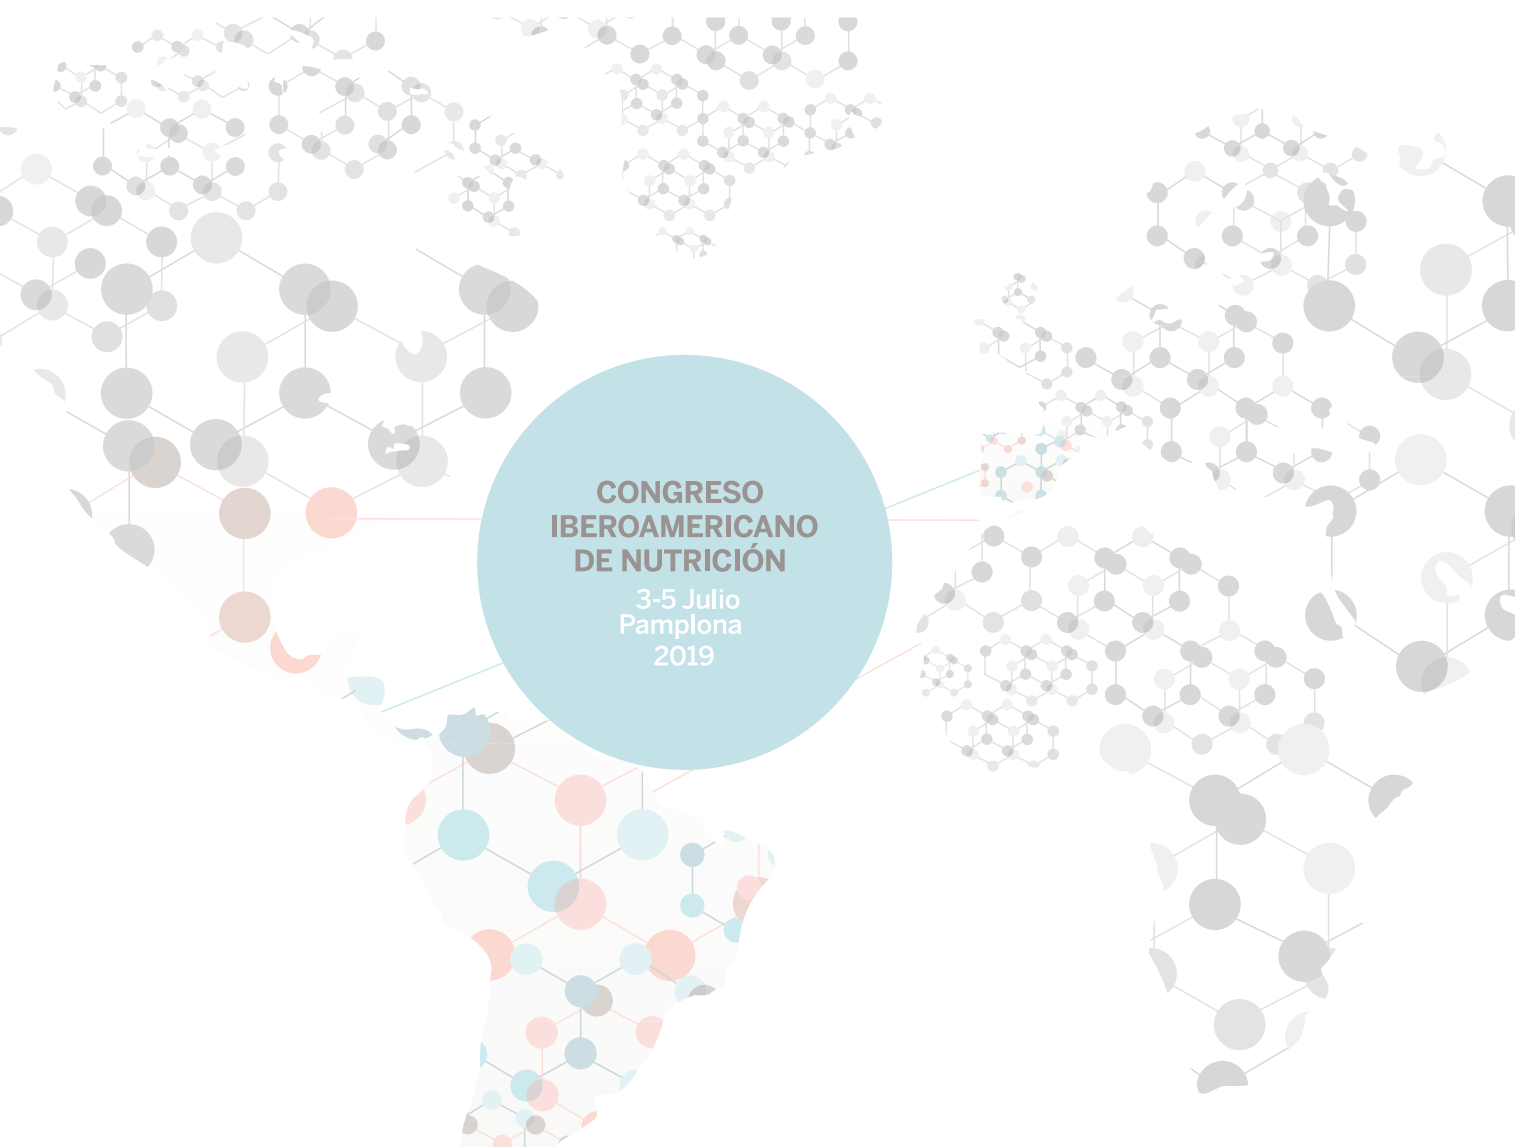 CONGRESO
IBEROAMERICANO
DE NUTRICIÓN
3-5 Julio
Pamplona
2019